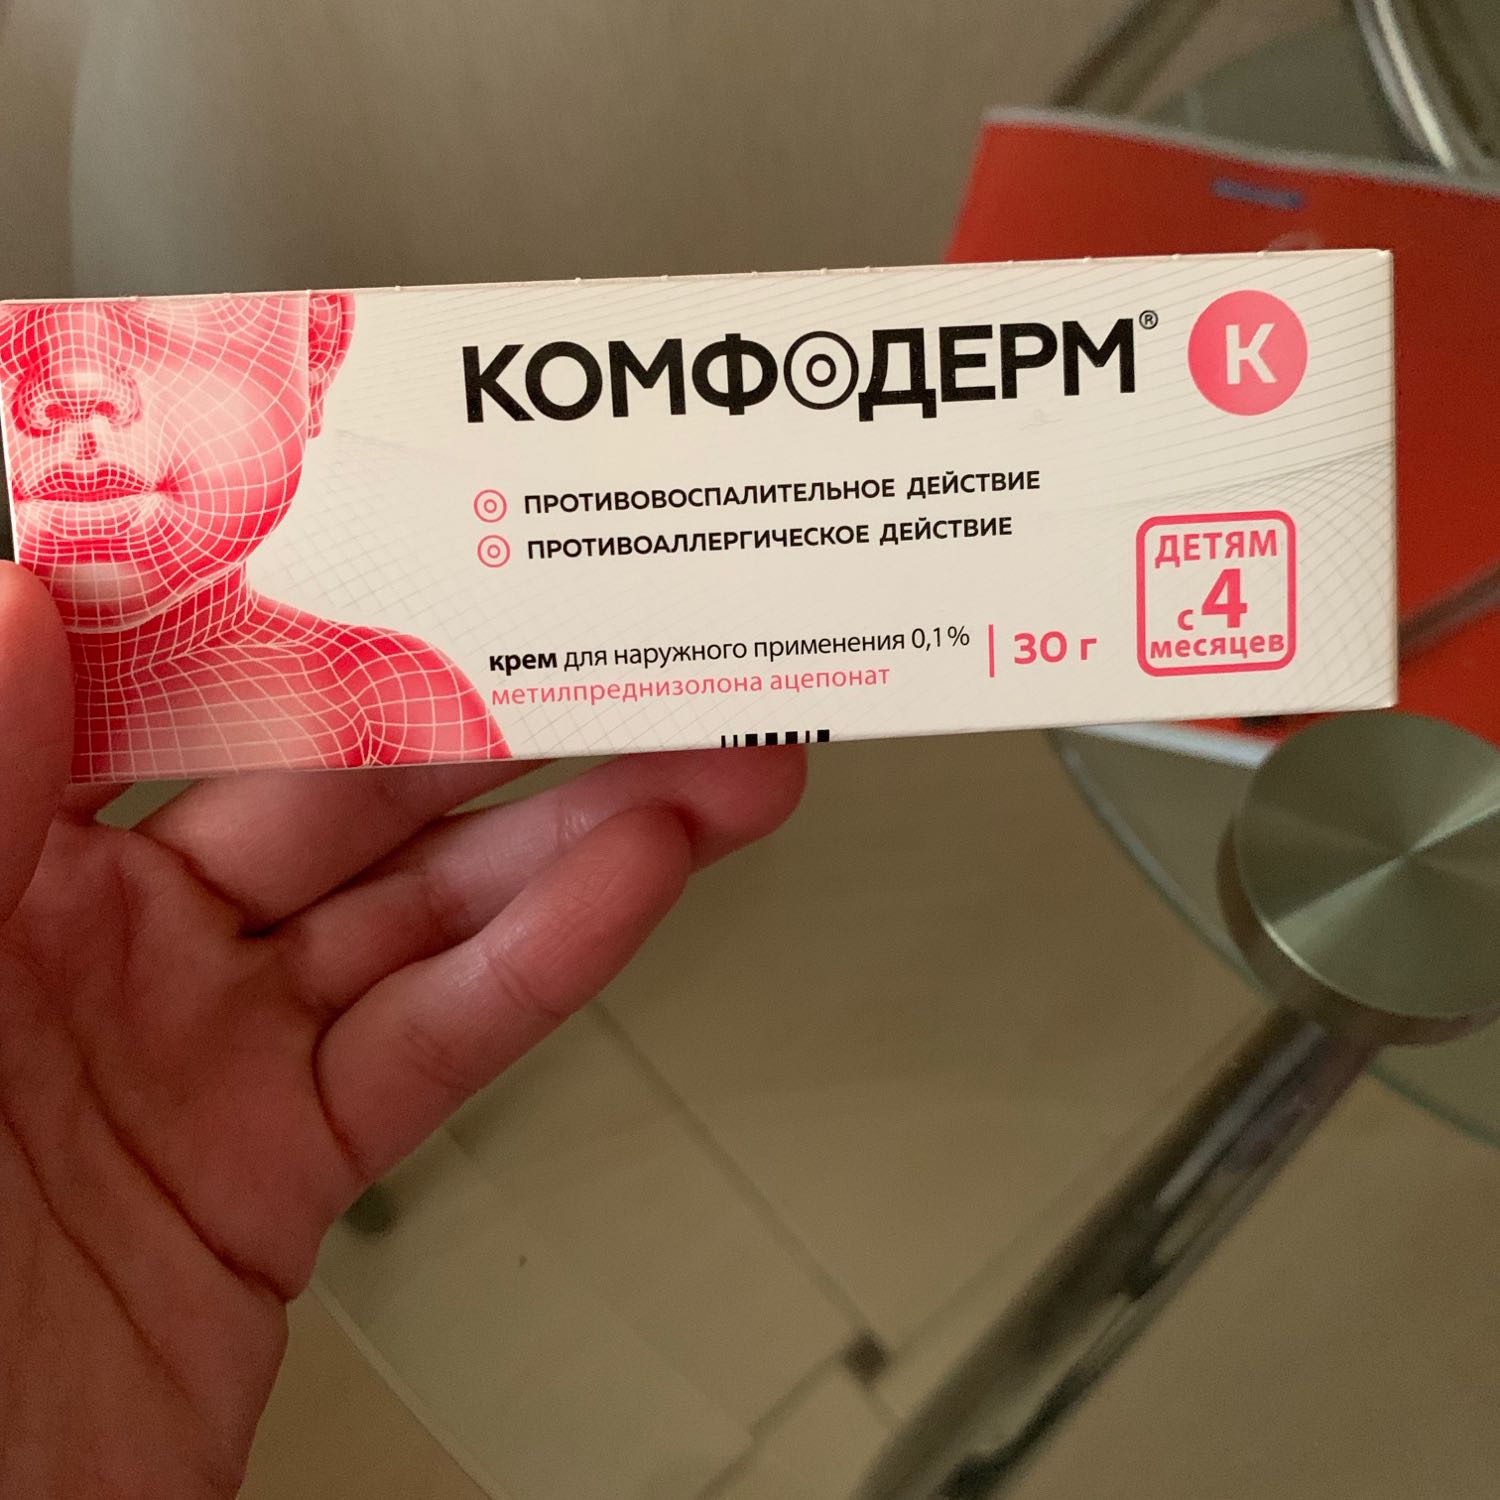 КОМФОДЕРМ® К
ПРОТИВОВОСПАЛИТЕЛЬНОЕ ДЕЙСТВИЕ
ПРОТИВОАЛЛЕРГИЧЕСКОЕ ДЕЙСТВИЕ
крем для наружного применения 0,1%
метилпреднизолона ацепонат
30 г
ДЕТЯМ
с 4
месяцев